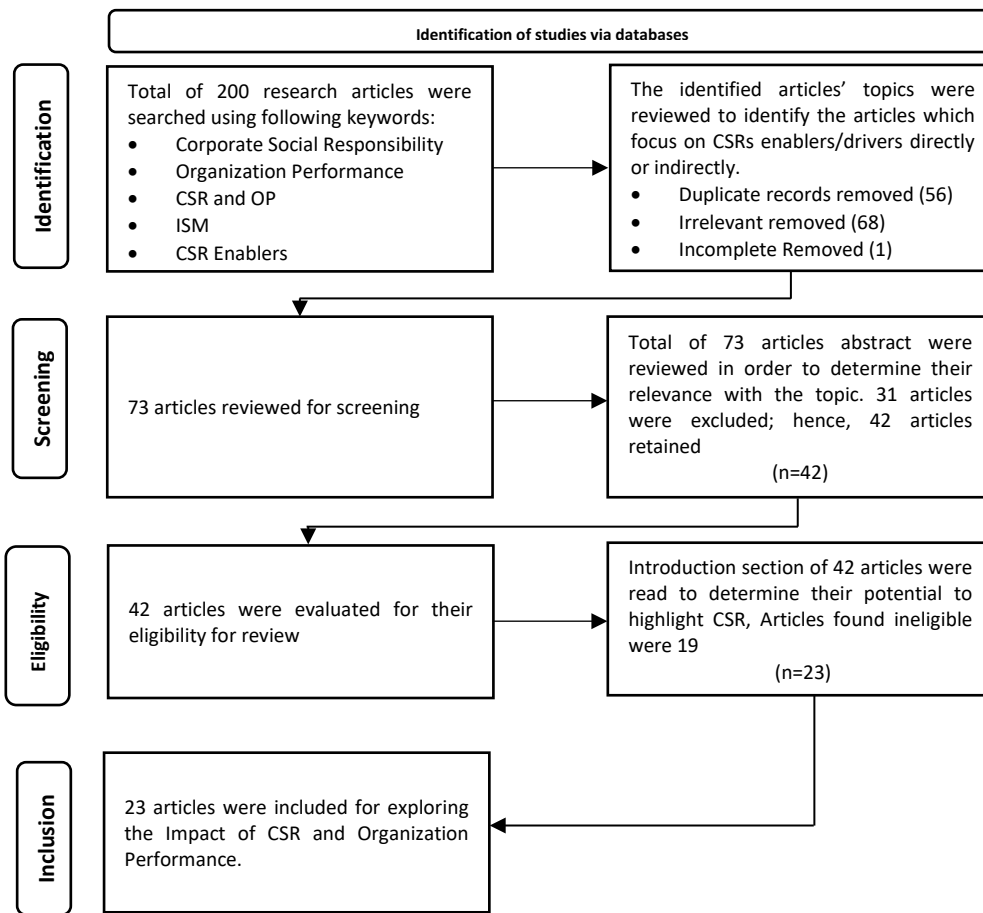 Identification of studies via databases
Identification
Total of 200 research articles were
searched using following keywords:
• Corporate Social Responsibility
• Organization Performance
• CSR and OP
• ISM
• CSR Enablers
The identified articles’ topics were
reviewed to identify the articles which
focus on CSRs enablers/drivers directly
or indirectly.
• Duplicate records removed (56)
• Irrelevant removed (68)
• Incomplete Removed (1)
Screening
73 articles reviewed for screening
Total of 73 articles abstract were
reviewed in order to determine their
relevance with the topic. 31 articles
were excluded; hence, 42 articles
retained
(n=42)
Eligibility
42 articles were evaluated for their
eligibility for review
Introduction section of 42 articles were
read to determine their potential to
highlight CSR, Articles found ineligible
were 19
(n=23)
Inclusion
23 articles were included for exploring
the Impact of CSR and Organization
Performance.